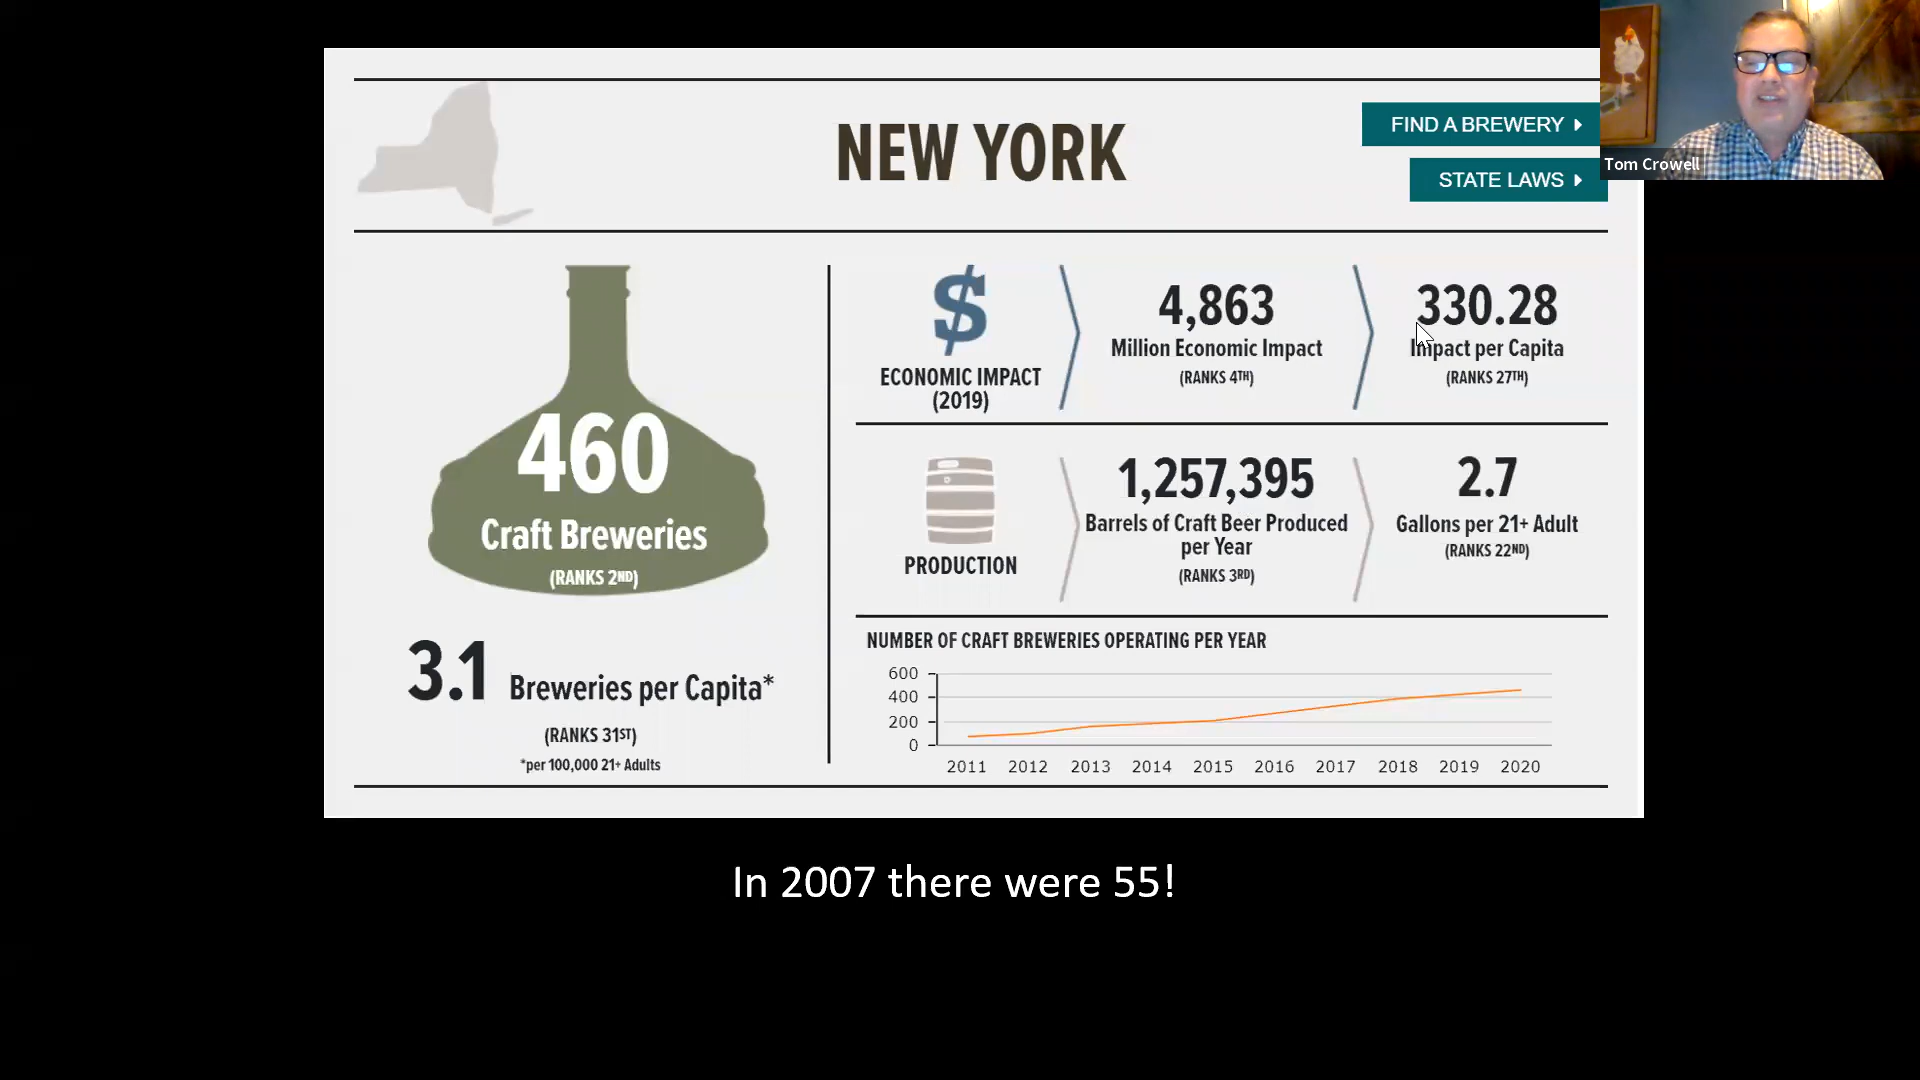 NEW YORK
FIND A BREWERY
STATE LAWS
Tom Crowell
460
Craft Breweries
(RANKS 2ND)
3.1 Breweries per Capita*
(RANKS 31ST)
*per 100,000 21+ Adults
$
ECONOMIC IMPACT
(2019)
4,863
Million Economic Impact
(RANKS 4TH)
330.28
Impact per Capita
(RANKS 27TH)
PRODUCTION
1,257,395
Barrels of Craft Beer Produced
per Year
(RANKS 3RD)
2.7
Gallons per 21+ Adult
(RANKS 22ND)
NUMBER OF CRAFT BREWERIES OPERATING PER YEAR
600
400
200
0
2011 2012 2013 2014 2015 2016 2017 2018 2019 2020
In 2007 there were 55!